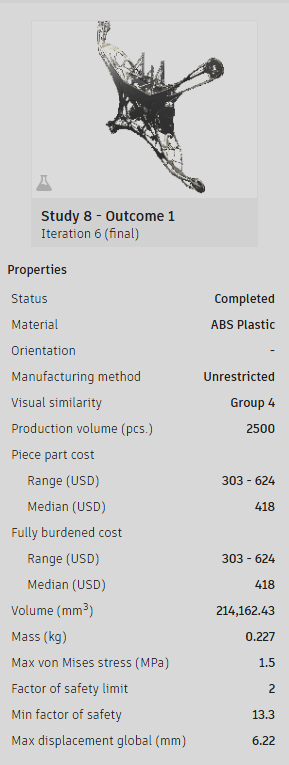 Study 8 - Outcome 1
Iteration 6 (final)
Properties
Status Completed
Material ABS Plastic
Orientation -
Manufacturing method Unrestricted
Visual similarity Group 4
Production volume (pcs.) 2500
Piece part cost
Range (USD) 303 - 624
Median (USD) 418
Fully burdened cost
Range (USD) 303 - 624
Median (USD) 418
Volume (mm³) 214,162.43
Mass (kg) 0.227
Max von Mises stress (MPa) 1.5
Factor of safety limit 2
Min factor of safety 13.3
Max displacement global (mm) 6.22